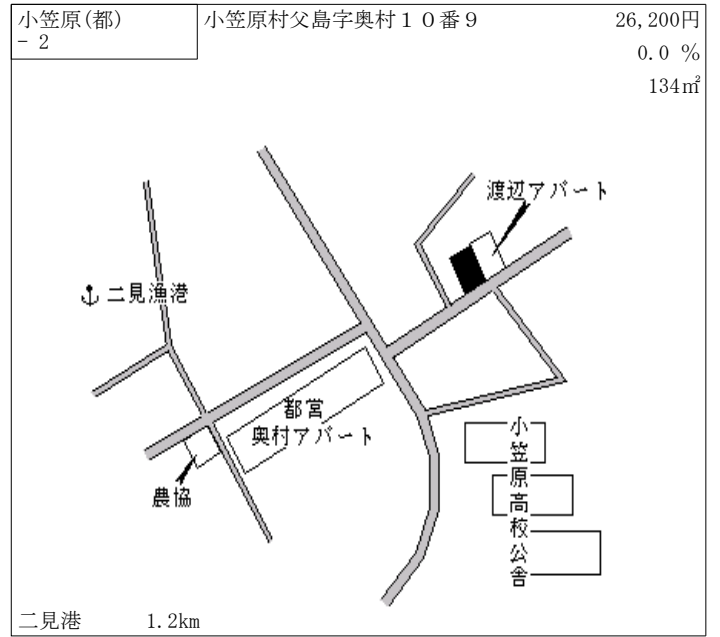 小笠原(都)
- 2
小笠原村父島字奥村１０番９
26,200円
0.0 %
134㎡
渡辺アパート
二見漁港
都営
奥村アパート
農協
小笠原高校公舎
二見港 1.2km